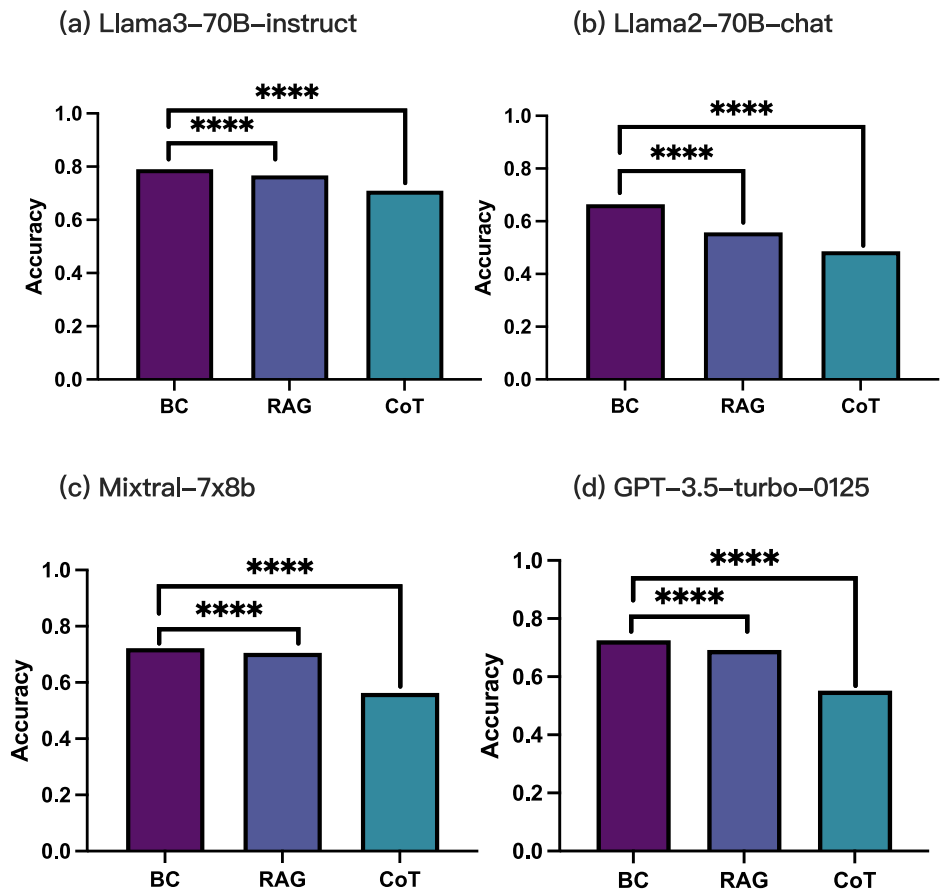 (a) Llama3–70B–instruct
****
****
1.0
0.8
0.6
0.4
0.2
0.0
Accuracy
BC RAG CoT
(b) Llama2–70B–chat
****
****
1.0
0.8
0.6
0.4
0.2
0.0
Accuracy
BC RAG CoT
(c) Mixtral–7x8b
****
****
1.0
0.8
0.6
0.4
0.2
0.0
Accuracy
BC RAG CoT
(d) GPT–3.5–turbo–0125
****
****
1.0
0.8
0.6
0.4
0.2
0.0
Accuracy
BC RAG CoT